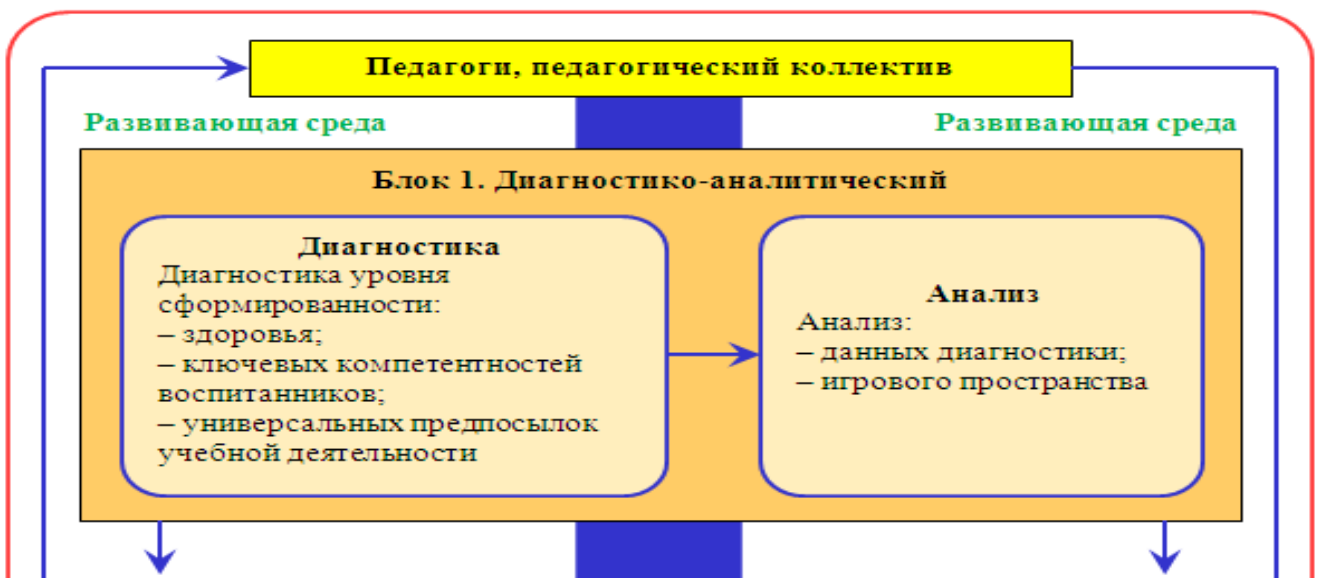 Педагоги, педагогический коллектив
Развивающая среда
Развивающая среда
Блок 1. Диагностико-аналитический
Диагностика
Диагностика уровня
сформированности:
– здоровья;
– ключевых компетентностей
воспитанников;
– универсальных предпосылок
учебной деятельности
Анализ
Анализ:
– данных диагностики;
– игрового пространства